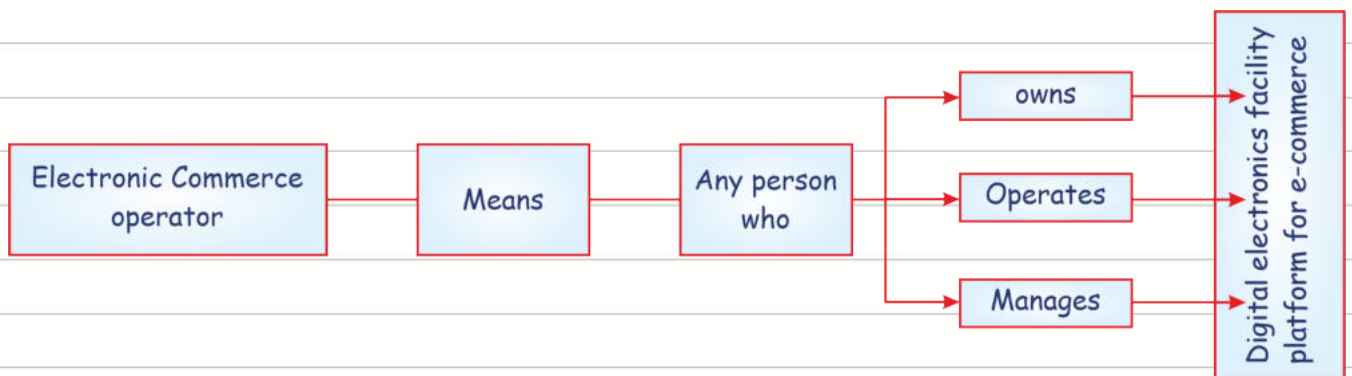 Electronic Commerce
operator
Means
Any person
who
owns
Operates
Manages
Digital electronics facility
platform for e-commerce